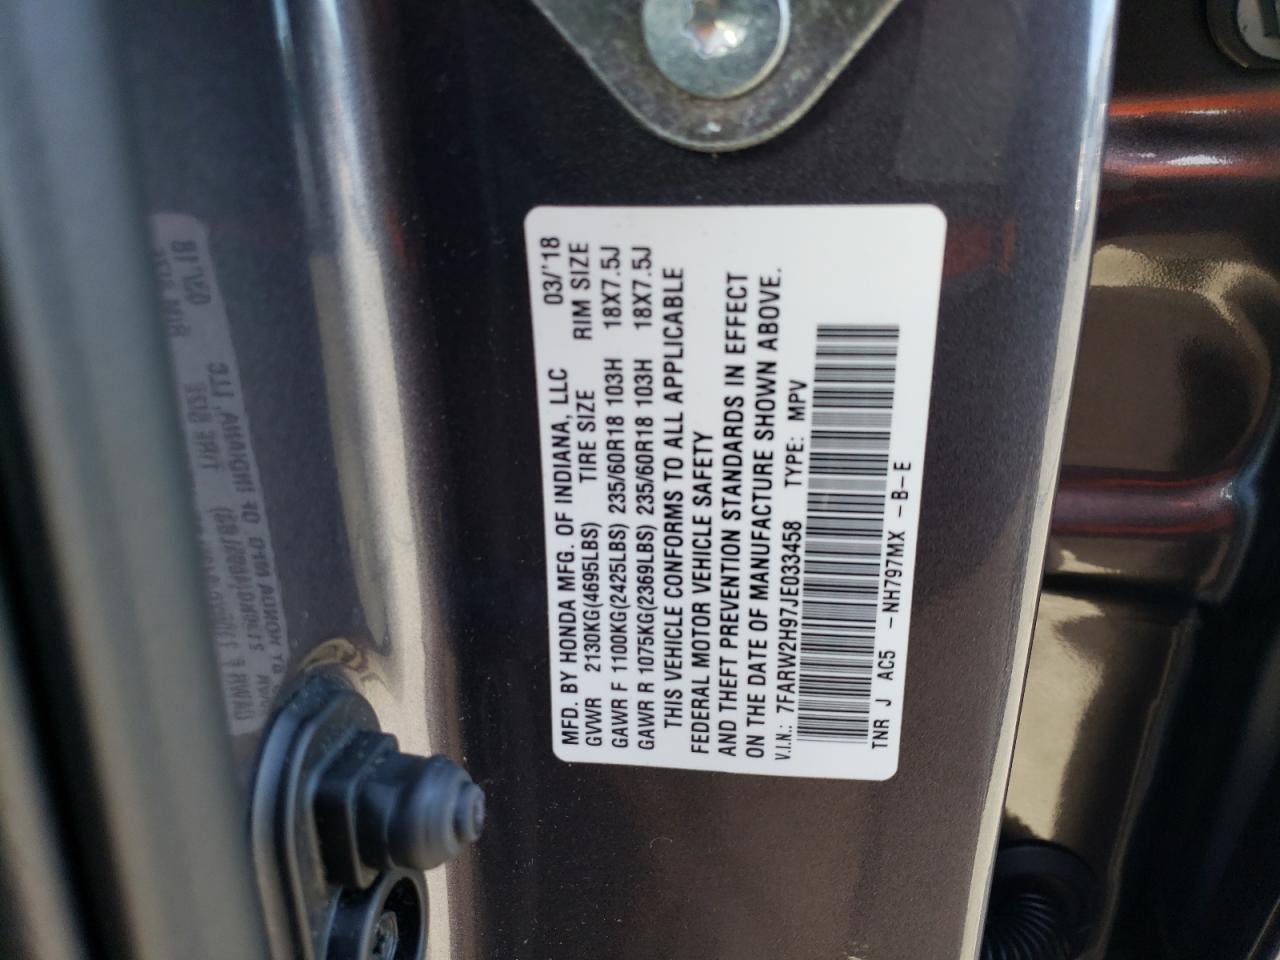 MFD. BY HONDA MFG. OF INDIANA, LLC 03/'18
GVWR 2130KG(4695LBS) TIRE SIZE RIM SIZE
GAWR F 1100KG(2425LBS) 235/60R18 103H 18X7.5J
GAWR R 1075KG(2369LBS) 235/60R18 103H 18X7.5J
THIS VEHICLE CONFORMS TO ALL APPLICABLE
FEDERAL MOTOR VEHICLE SAFETY
AND THEFT PREVENTION STANDARDS IN EFFECT
ON THE DATE OF MANUFACTURE SHOWN ABOVE.
V.I.N.: 7FARW2H97JE033458 TYPE: MPV
TNR J AC5 -NH797MX -B-E